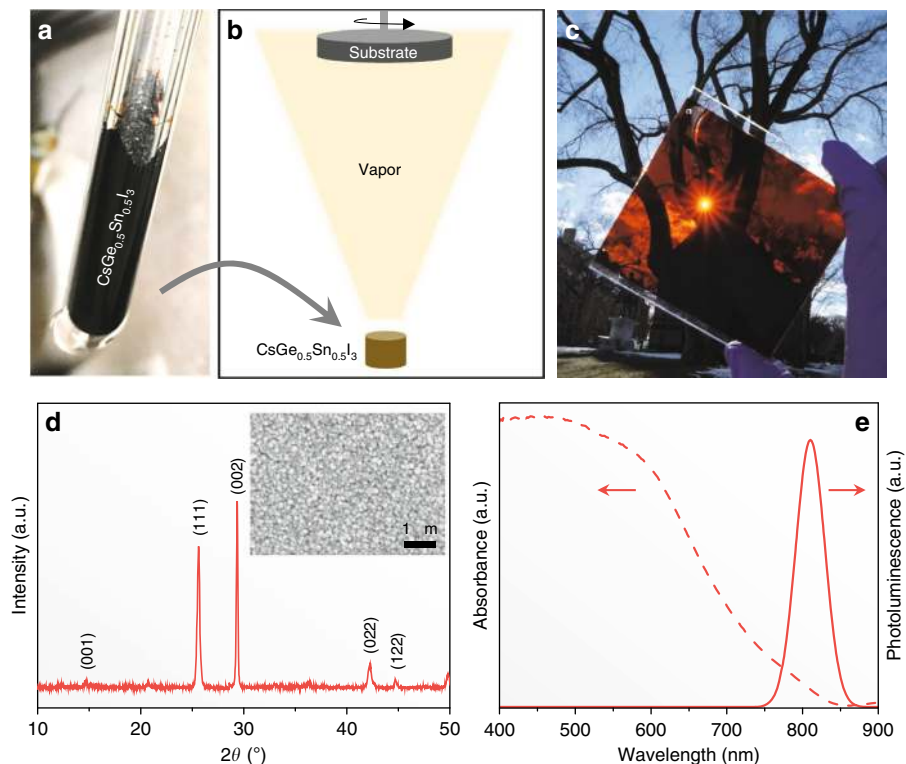 a
CsGe0.5Sn0.5I3
b
Substrate
Vapor
CsGe0.5Sn0.5I3
c
d
Intensity (a.u.)
(001)
(111)
(002)
(022)
(122)
1 m
10 20 30 40 50
2θ (°)
e
Absorbance (a.u.)
Photoluminescence (a.u.)
400 500 600 700 800 900
Wavelength (nm)